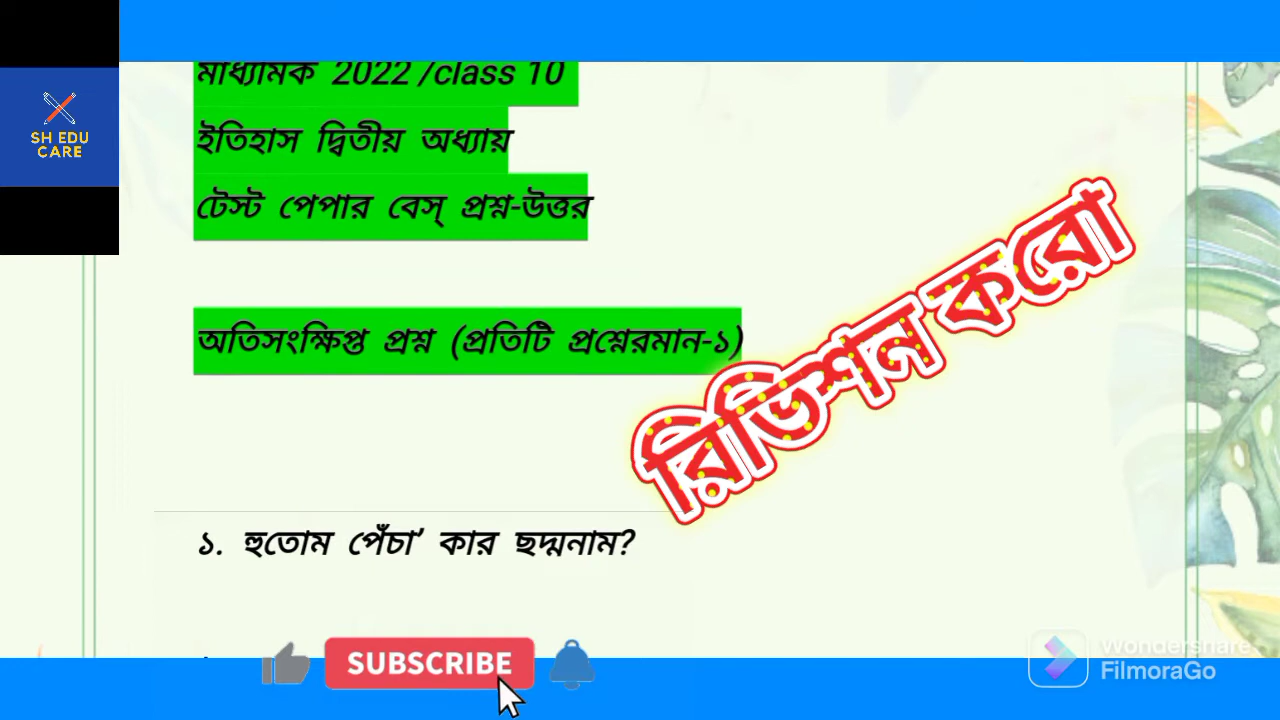 মাধ্যমিক 2022 /class 10
SH EDU
CARE
ইতিহাস দ্বিতীয় অধ্যায়
টেস্ট পেপার বেস্ প্রশ্ন-উত্তর
অতিসংক্ষিপ্ত প্রশ্ন (প্রতিটি প্রশ্নেরমান-১)
রিভিশন করো
১. হুতোম পেঁচা’ কার ছদ্মনাম?
SUBSCRIBE
Wondershare
FilmoraGo